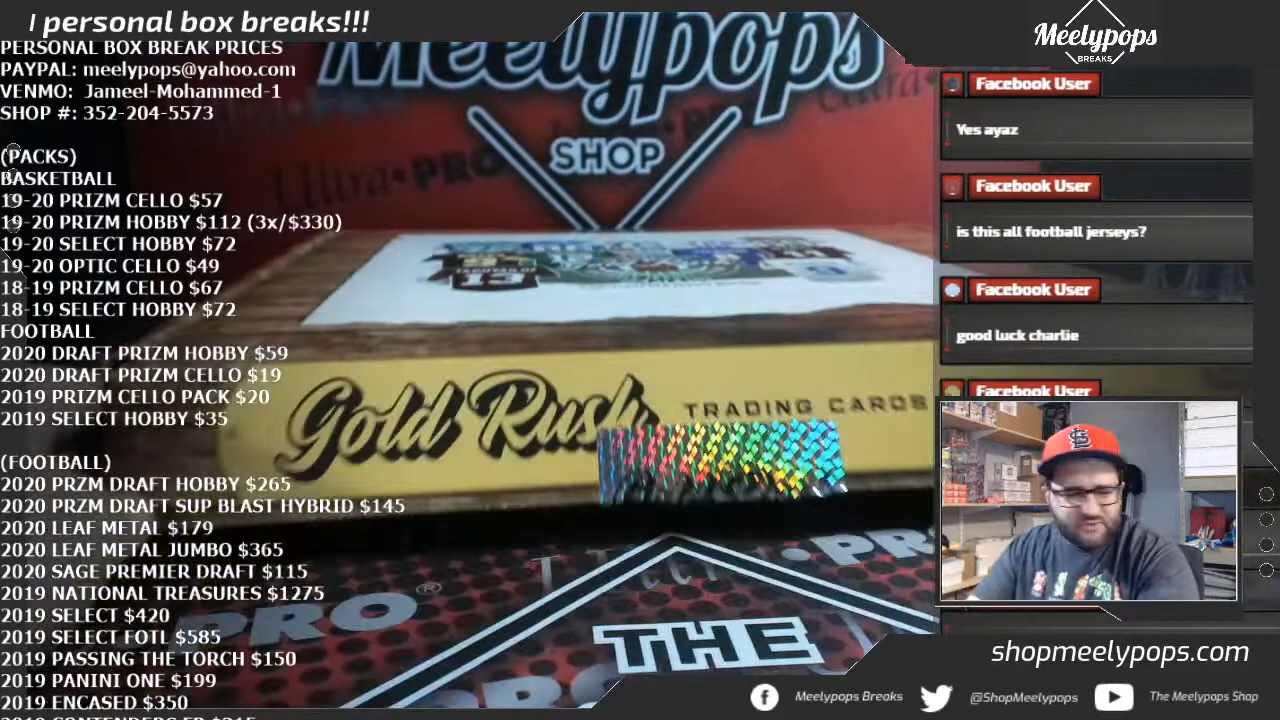 I personal box breaks!!!
PERSONAL BOX BREAK PRICES
PAYPAL: meelypops@yahoo.com
VENMO: Jameel-Mohammed-1
SHOP #: 352-204-5573
(PACKS)
BASKETBALL
19-20 PRIZM CELLO $57
19-20 PRIZM HOBBY $112 (3x/$330)
19-20 SELECT HOBBY $72
19-20 OPTIC CELLO $49
18-19 PRIZM CELLO $67
18-19 SELECT HOBBY $72
FOOTBALL
2020 DRAFT PRIZM HOBBY $59
2020 DRAFT PRIZM CELLO $19
2019 PRIZM CELLO PACK $20
2019 SELECT HOBBY $35
(FOOTBALL)
2020 PRZM DRAFT HOBBY $265
2020 PRZM DRAFT SUP BLAST HYBRID $145
2020 LEAF METAL $179
2020 LEAF METAL JUMBO $365
2020 SAGE PREMIER DRAFT $115
2019 NATIONAL TREASURES $1275
2019 SELECT $420
2019 SELECT FOTL $585
2019 PASSING THE TORCH $150
2019 PANINI ONE $199
2019 ENCASED $350
Meelypops
SHOP
Ultra•PRO
Gold Rush
TRADING CARDS
13
PRO
•PR
THE
Meelypops
BREAKS
Facebook User
Yes ayaz
Facebook User
is this all football jerseys?
Facebook User
good luck charlie
Facebook User
shopmeelypops.com
Meelypops Breaks
@ShopMeelypops
The Meelypops Shop